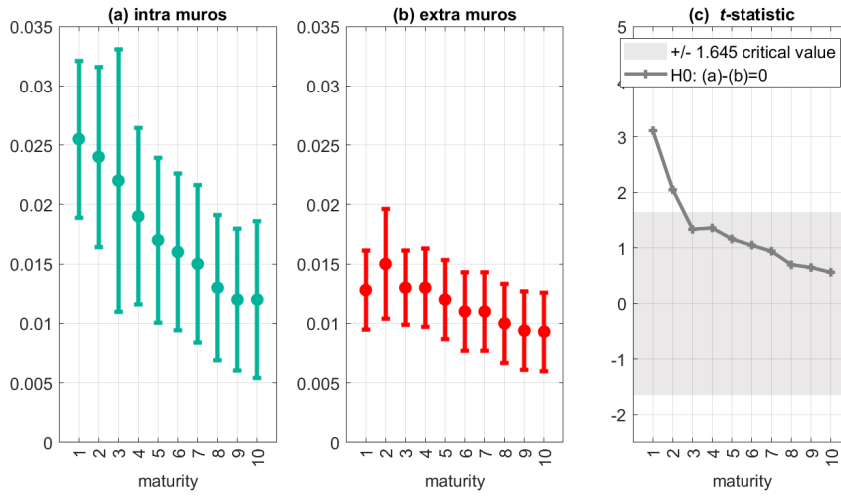 (a) intra muros
0.035
0.03
0.025
0.02
0.015
0.01
0.005
0
1 2 3 4 5 6 7 8 9 10
maturity
(b) extra muros
0.035
0.03
0.025
0.02
0.015
0.01
0.005
0
1 2 3 4 5 6 7 8 9 10
maturity
(c) t-statistic
+/- 1.645 critical value
H0: (a)-(b)=0
5
4
3
2
1
0
-1
-2
1 2 3 4 5 6 7 8 9 10
maturity